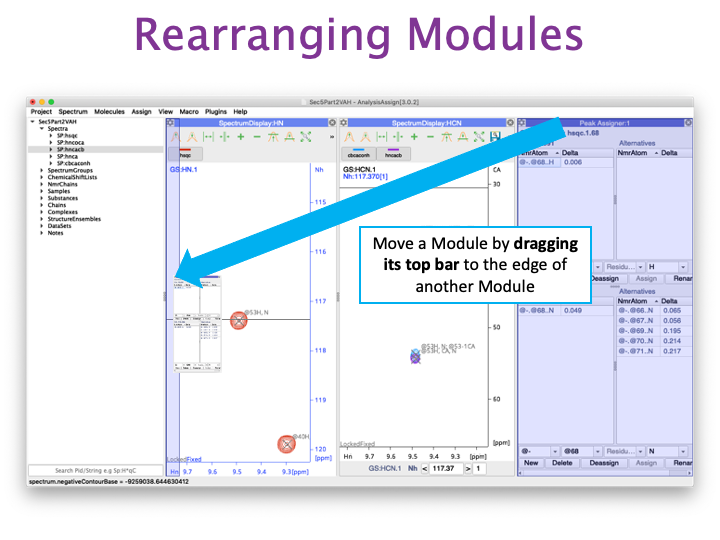 Rearranging Modules
Sec5Part2VAH - AnalysisAssign[3.0.2]
Project Spectrum Molecules Assign View Macro Plugins Help
Sec5Part2VAH
Spectra
SP:hsqc
SP:hncoca
SP:hncacb
SP:hnca
SP:cbcaconh
SpectrumGroups
ChemicalShiftLists
NmrChains
Samples
Substances
Chains
Complexes
StructureEnsembles
DataSets
Notes
Search Pid/String e.g Sp:H*qC
spectrum.negativeContourBase = -9259038.644630412
SpectrumDisplay:HN
»
hsqc
GS:HN.1
Nh
115
116
117
118
119
120
[ppm]
@53H, N
@40H
LockedFixed
Hn 9.7 9.6 9.5 9.4 9.3[ppm]
SpectrumDisplay:HCN
cbcaconh hncacb
GS:HCN.1
Nh:117.370[1]
CA
30
50
60
[ppm]
@53H, N; @53-1CA
@53H, CA, N
LockedFixed
Hn 9.7 9.6 9.5 9.4 9.3 [ppm]
GS:HCN.1 Nh < 117.37 > 1
Move a Module by dragging
its top bar to the edge of
another Module
Peak Assigner:1
hsqc.1.68
Alternatives
NmrAtom Delta NmrAtom Delta
@-.@68..H 0.006
Residu... H
Deassign Assign Renar
Alternatives
NmrAtom Delta
@-.@68..N 0.049
@-.@66..N 0.065
@-.@67..N 0.056
@-.@69..N 0.195
@-.@70..N 0.214
@-.@71..N 0.217
@- @68 Residu... N
New Delete Deassign Assign Renar